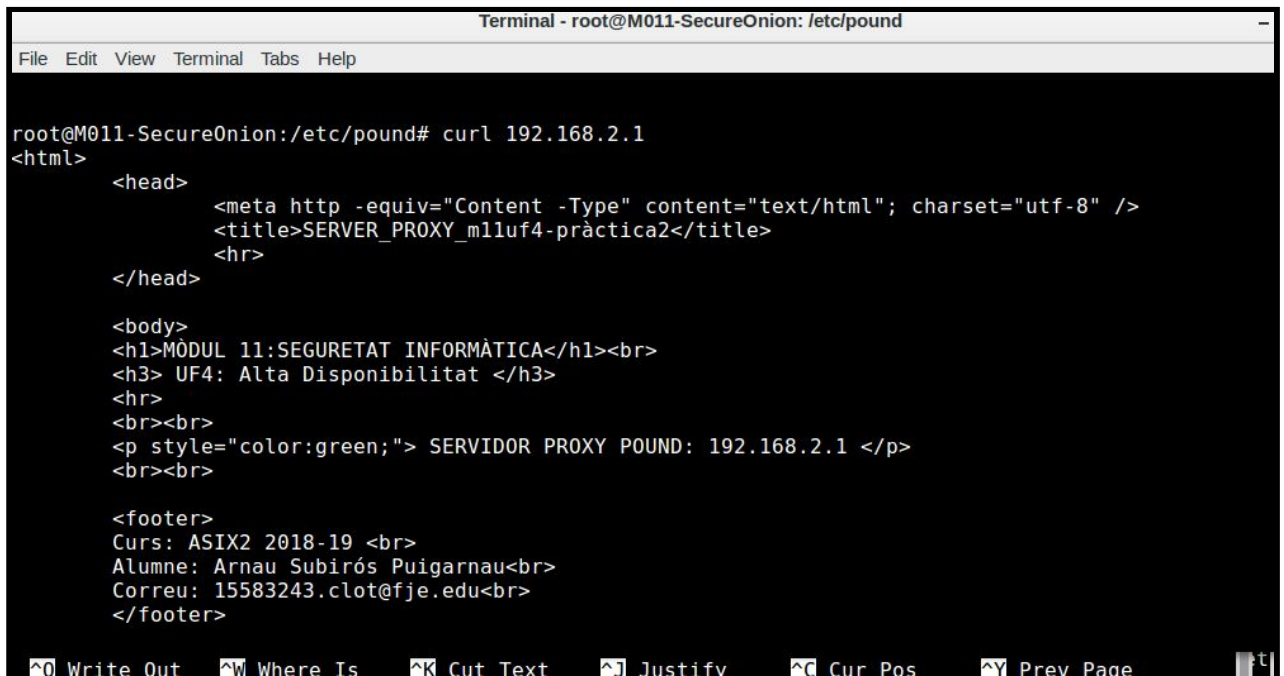 Terminal - root@M011-SecureOnion: /etc/pound
File Edit View Terminal Tabs Help
root@M011-SecureOnion:/etc/pound# curl 192.168.2.1
<html>
<head>
<meta http -equiv="Content -Type" content="text/html"; charset="utf-8" />
<title>SERVER_PROXY_m11uf4-pràctica2</title>
<hr>
</head>
<body>
<h1>MÒDUL 11:SEGURETAT INFORMÀTICA</h1><br>
<h3> UF4: Alta Disponibilitat </h3>
<hr>
<br><br>
<p style="color:green;"> SERVIDOR PROXY POUND: 192.168.2.1 </p>
<br><br>
<footer>
Curs: ASIX2 2018-19 <br>
Alumne: Arnau Subirós Puigarnau<br>
Correu: 15583243.clot@fje.edu<br>
</footer>
^O Write Out ^W Where Is ^K Cut Text ^J Justify ^C Cur Pos ^Y Prev Page